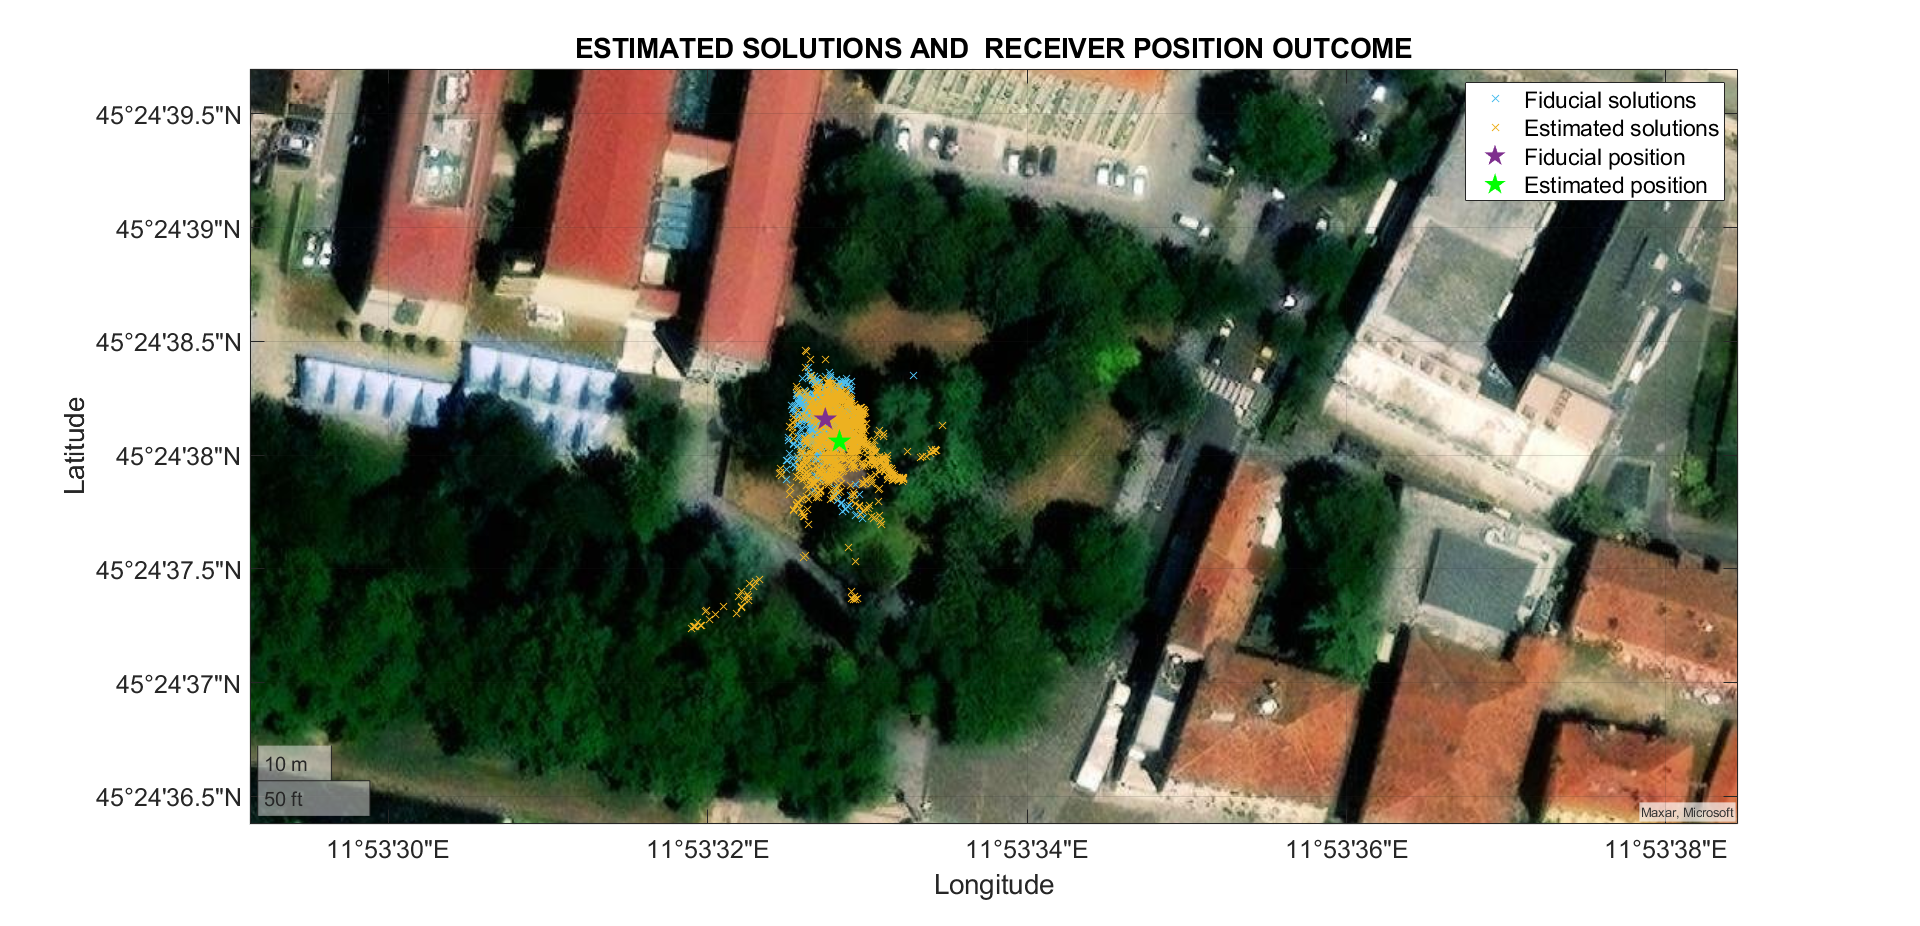 ESTIMATED SOLUTIONS AND  RECEIVER POSITION OUTCOME
Fiducial solutions
Estimated solutions
Fiducial position
Estimated position
45°24'39.5"N
45°24'39"N
45°24'38.5"N
45°24'38"N
45°24'37.5"N
45°24'37"N
45°24'36.5"N
Latitude
10 m
50 ft
Maxar, Microsoft
11°53'30"E
11°53'32"E
11°53'34"E
11°53'36"E
11°53'38"E
Longitude